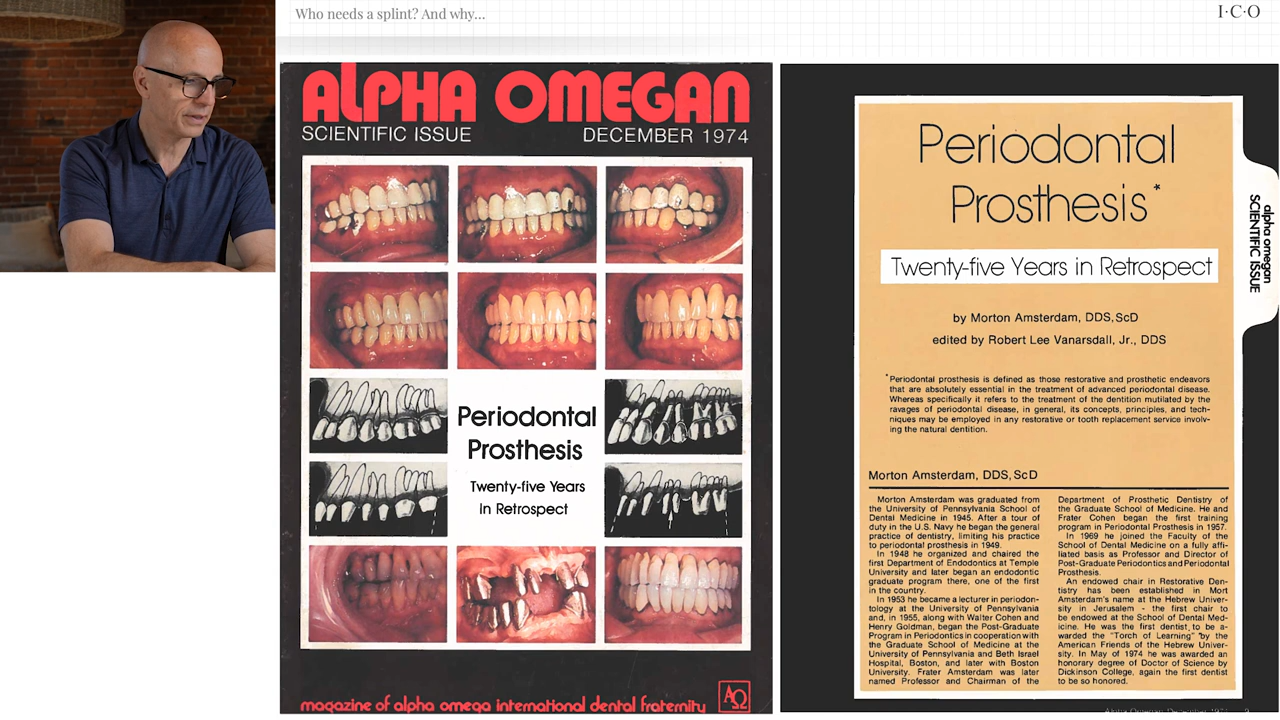 Who needs a splint? And why...
I·C·O
ALPHA OMEGAN
SCIENTIFIC ISSUE
DECEMBER 1974
Periodontal
Prosthesis
Twenty-five Years
In Retrospect
magazine of alpha omega international dental fraternity
ΑΩ
Periodontal
Prosthesis*
Twenty-five Years in Retrospect
by Morton Amsterdam, DDS, ScD
edited by Robert Lee Vanarsdall, Jr., DDS
*Periodontal prosthesis is defined as those restorative and prosthetic endeavors
that are absolutely essential in the treatment of advanced periodontal disease.
Whereas specifically it refers to the treatment of the dentition mutilated by the
ravages of periodontal disease, in general, its concepts, principles, and tech-
niques may be employed in any restorative or tooth replacement service involv-
ing the natural dentition.
Morton Amsterdam, DDS, ScD
Morton Amsterdam was graduated from
the University of Pennsylvania School of
Dental Medicine in 1945. After a tour of
duty in the U.S. Navy he began the general
practice of dentistry, limiting his practice
to periodontal prosthesis in 1949.
In 1948 he organized and chaired the
first Department of Endodontics at Temple
University and later began an endodontic
graduate program there, one of the first
in the country.
In 1953 he became a lecturer in periodon-
tology at the University of Pennsylvania
and, in 1955, along with Walter Cohen and
Henry Goldman, began the Post-Graduate
Program in Periodontics in cooperation with
the Graduate School of Medicine at the
University of Pennsylvania and Beth Israel
Hospital, Boston, and later with Boston
University. Frater Amsterdam was later
named Professor and Chairman of the
Department of Prosthetic Dentistry of
the Graduate School of Medicine. He and
Frater Cohen began the first training
program in Periodontal Prosthesis in 1957.
In 1969 he joined the Faculty of the
School of Dental Medicine on a fully affi-
liated basis as Professor and Director of
Post-Graduate Periodontics and Periodontal
Prosthesis.
An endowed chair in Restorative Den-
tistry has been established in Mort
Amsterdam's name at the Hebrew Univer-
sity in Jerusalem - the first chair to
be endowed at the School of Dental Med-
icine. He was the first dentist to be a-
warded the "Torch of Learning" by the
American Friends of the Hebrew Univer-
sity. In May of 1974 he was awarded an
honorary degree of Doctor of Science by
Dickinson College, again the first dentist
to be so honored.
alpha omegan
SCIENTIFIC ISSUE
Alpha Omegan, December 1974 9